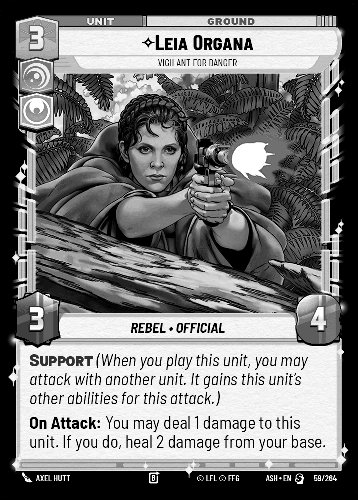 UNIT
GROUND
3
✧LEIA ORGANA
VIGILANT FOR DANGER
3
REBEL • OFFICIAL
4
SUPPORT (When you play this unit, you may
attack with another unit. It gains this unit's
other abilities for this attack.)
On Attack: You may deal 1 damage to this
unit. If you do, heal 2 damage from your base.
AXEL HUTT
© LFL © FFG
ASH • EN
59/264